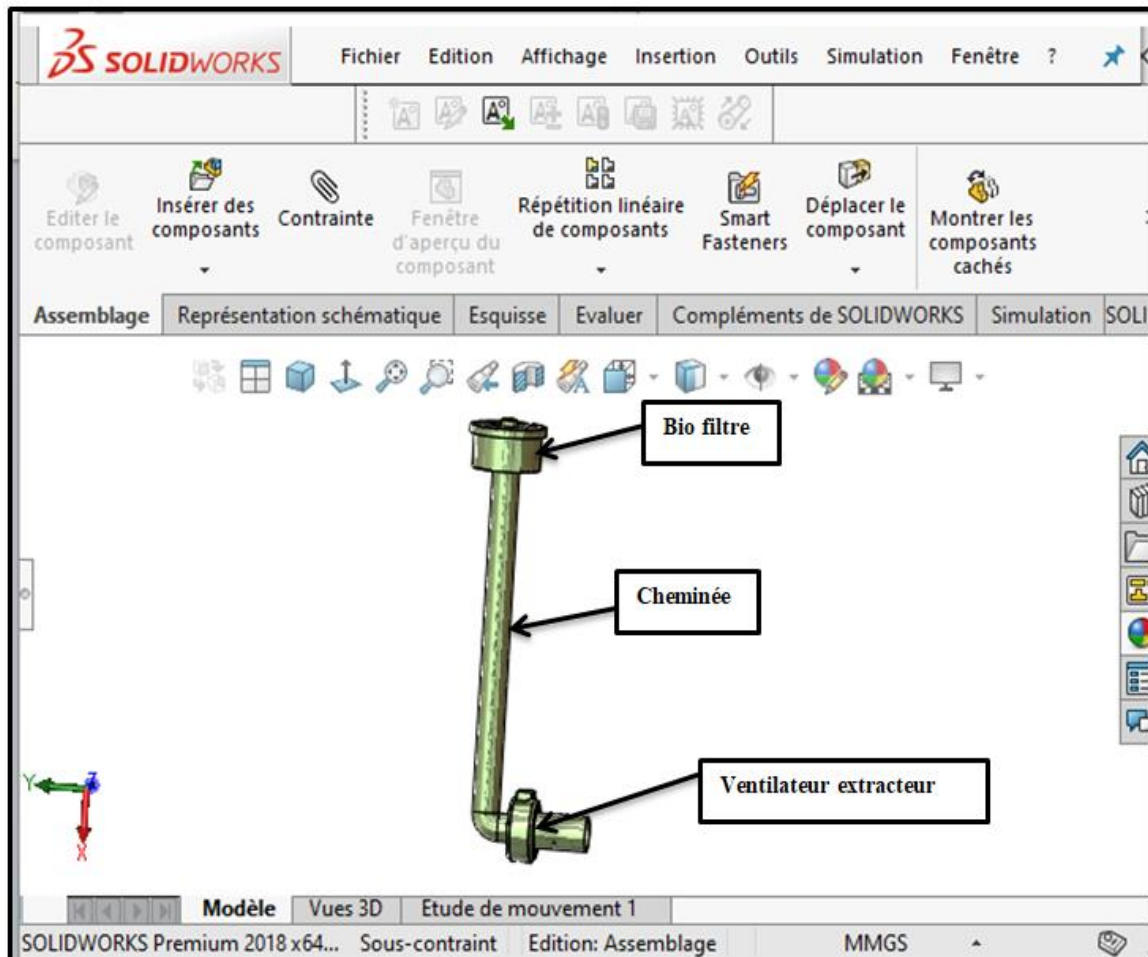 SOLIDWORKS Fichier Edition Affichage Insertion Outils Simulation Fenêtre ?
Editer le
composant
Insérer des
composants
Contrainte
Fenêtre
d'aperçu du
composant
Répétition linéaire
de composants
Smart
Fasteners
Déplacer le
composant
Montrer les
composants
cachés
Assemblage Représentation schématique Esquisse Evaluer Compléments de SOLIDWORKS Simulation SOLI
Bio filtre
Cheminée
Ventilateur extracteur
Y Z
X
Modèle Vues 3D Etude de mouvement 1
SOLIDWORKS Premium 2018 x64... Sous-contraint Edition: Assemblage MMGS